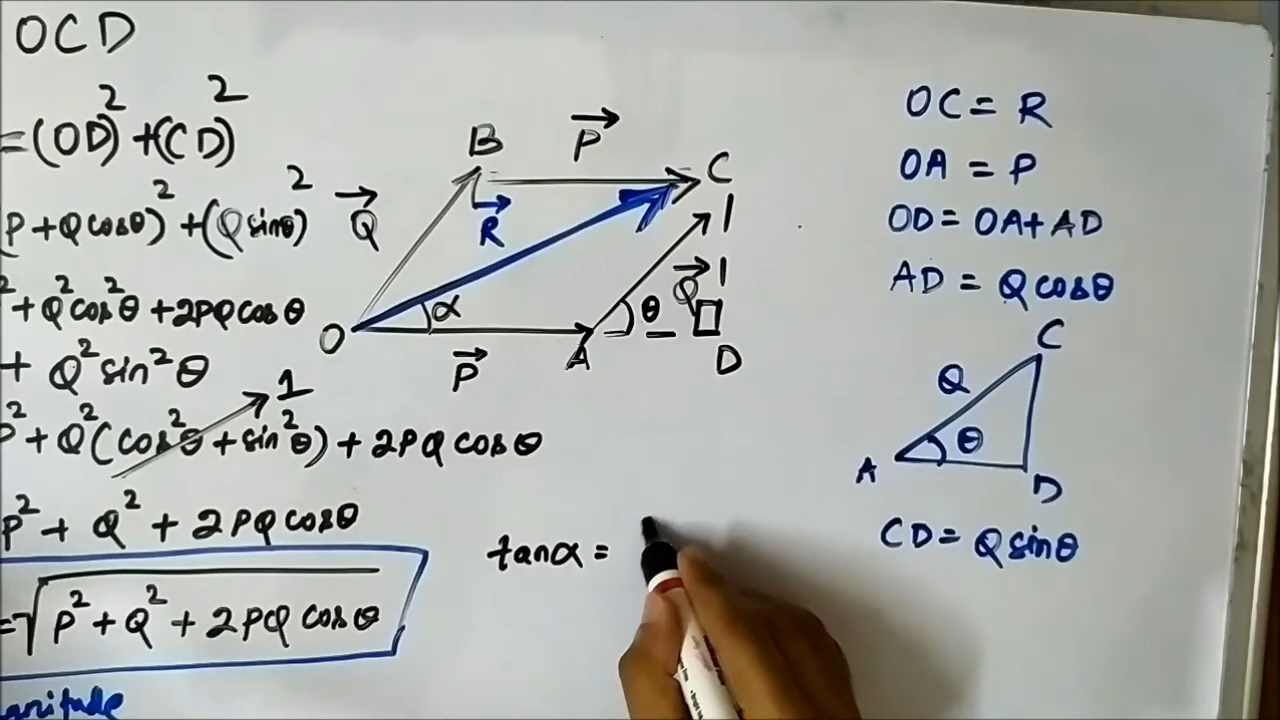 OCD
=(OD)²+(CD)²
P+Qcosθ)²+(Qsinθ)²
²+Q²cos²θ+2PQcosθ
+ Q²sin²θ
1
P²+Q²(cos²θ+sin²θ)+2PQcosθ
P²+Q²+2PQcosθ
=√P²+Q²+2PQcosθ
B
P
C
Q
R
O
α
P
A
θ
Q
D
tanα=
OC=R
OA=P
OD=OA+AD
AD=Qcosθ
C
Q
A
θ
D
CD=Qsinθ